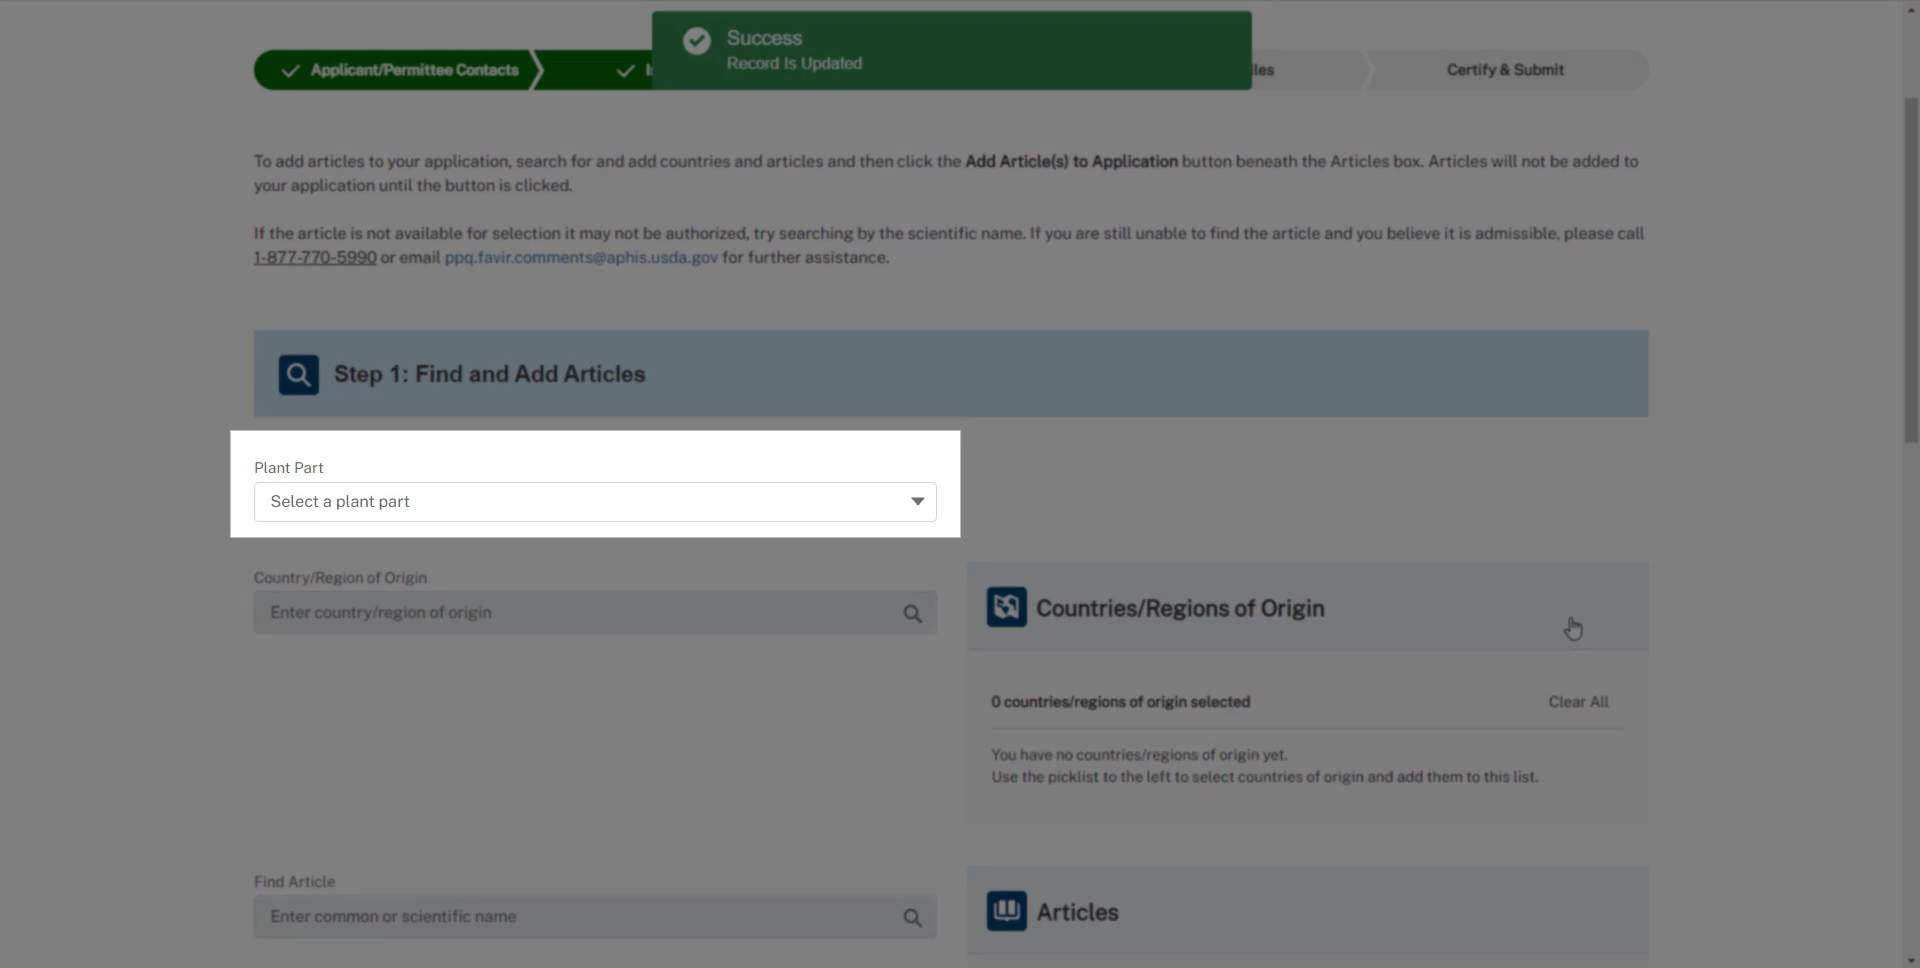 Success
Record Is Updated
Applicant/Permittee Contacts
Certify & Submit
To add articles to your application, search for and add countries and articles and then click the Add Article(s) to Application button beneath the Articles box. Articles will not be added to
your application until the button is clicked.
If the article is not available for selection it may not be authorized, try searching by the scientific name. If you are still unable to find the article and you believe it is admissible, please call
1-877-770-5990 or email ppq.favir.comments@aphis.usda.gov for further assistance.
Step 1: Find and Add Articles
Plant Part
Select a plant part
Country/Region of Origin
Enter country/region of origin
Countries/Regions of Origin
0 countries/regions of origin selected
Clear All
You have no countries/regions of origin yet.
Use the picklist to the left to select countries of origin and add them to this list.
Find Article
Enter common or scientific name
Articles